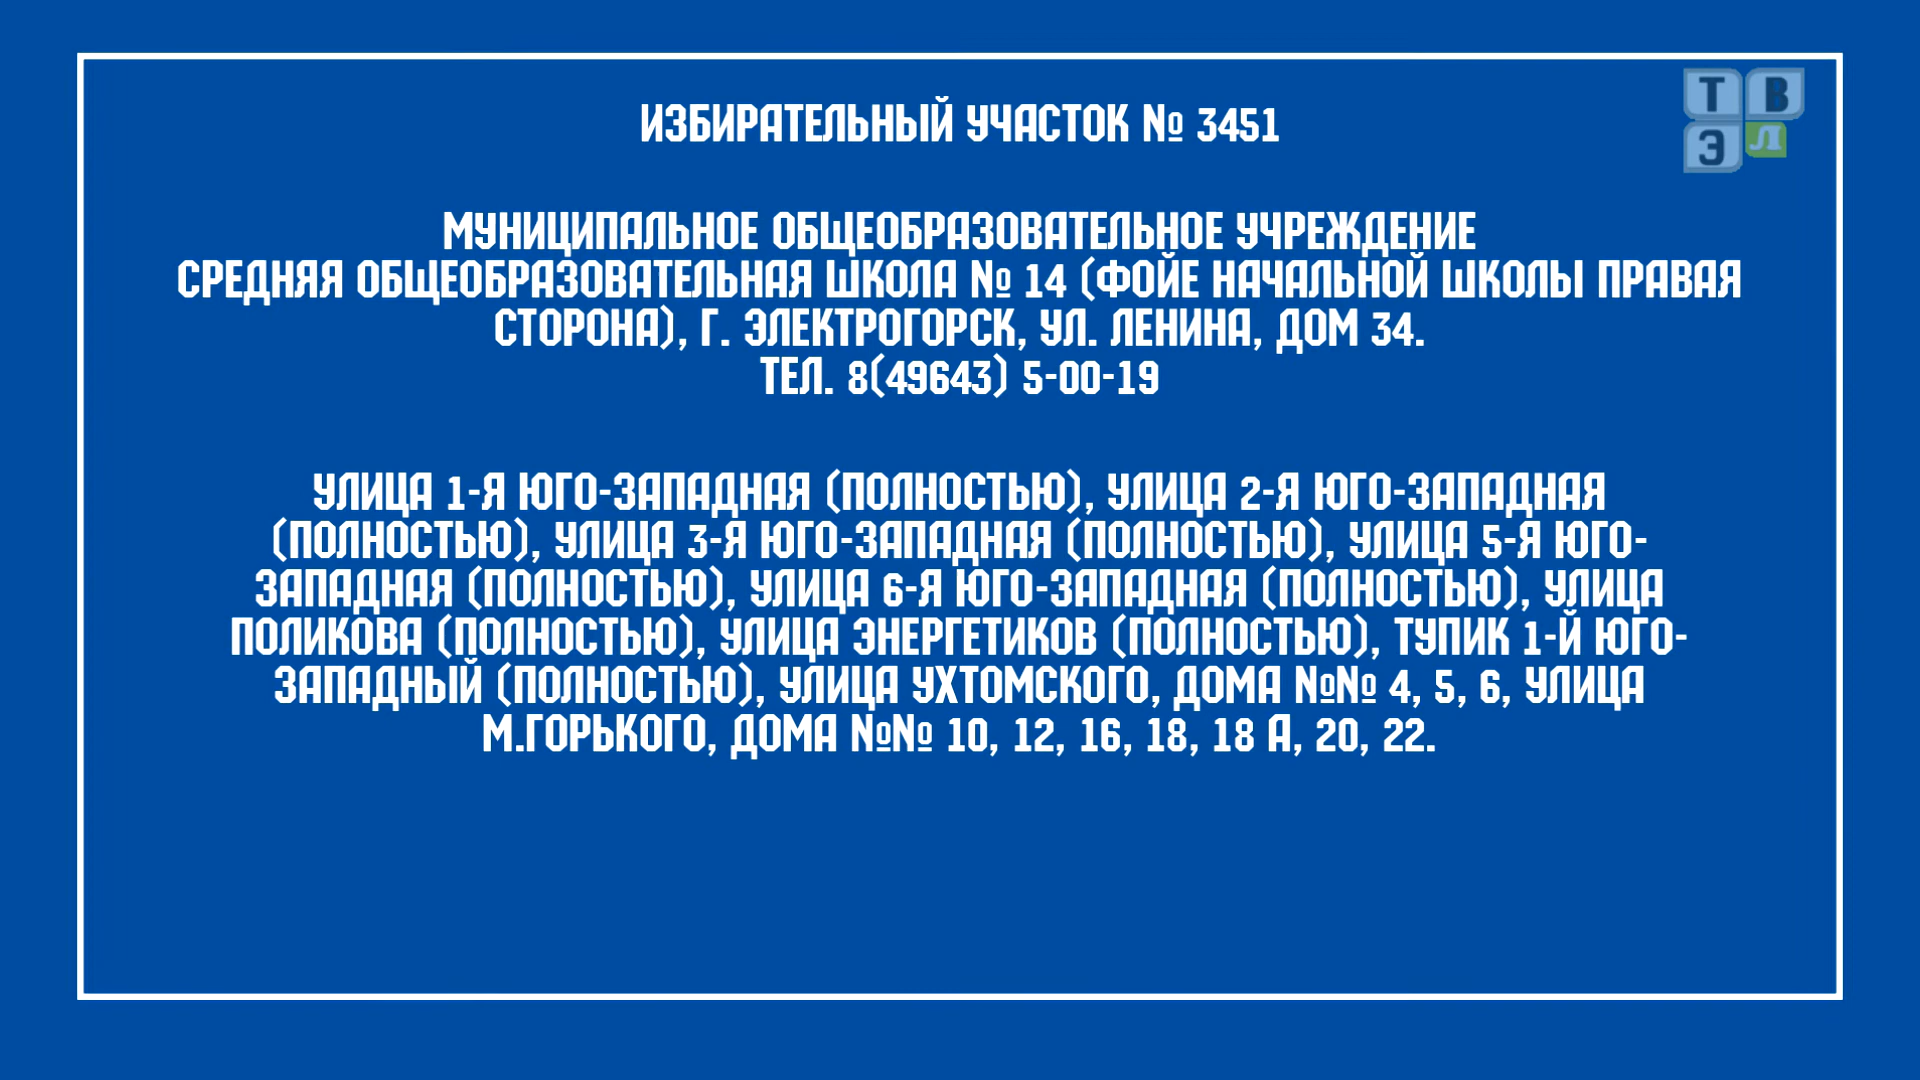 ИЗБИРАТЕЛЬНЫЙ УЧАСТОК № 3451
ТВ
ЭЛ
МУНИЦИПАЛЬНОЕ ОБЩЕОБРАЗОВАТЕЛЬНОЕ УЧРЕЖДЕНИЕ
СРЕДНЯЯ ОБЩЕОБРАЗОВАТЕЛЬНАЯ ШКОЛА № 14 (ФОЙЕ НАЧАЛЬНОЙ ШКОЛЫ ПРАВАЯ
СТОРОНА), Г. ЭЛЕКТРОГОРСК, УЛ. ЛЕНИНА, ДОМ 34.
ТЕЛ. 8(49643) 5-00-19
УЛИЦА 1-Я ЮГО-ЗАПАДНАЯ (ПОЛНОСТЬЮ), УЛИЦА 2-Я ЮГО-ЗАПАДНАЯ
(ПОЛНОСТЬЮ), УЛИЦА 3-Я ЮГО-ЗАПАДНАЯ (ПОЛНОСТЬЮ), УЛИЦА 5-Я ЮГО-
ЗАПАДНАЯ (ПОЛНОСТЬЮ), УЛИЦА 6-Я ЮГО-ЗАПАДНАЯ (ПОЛНОСТЬЮ), УЛИЦА
ПОЛИКОВА (ПОЛНОСТЬЮ), УЛИЦА ЭНЕРГЕТИКОВ (ПОЛНОСТЬЮ), ТУПИК 1-Й ЮГО-
ЗАПАДНЫЙ (ПОЛНОСТЬЮ), УЛИЦА УХТОМСКОГО, ДОМА №№ 4, 5, 6, УЛИЦА
М.ГОРЬКОГО, ДОМА №№ 10, 12, 16, 18, 18 А, 20, 22.